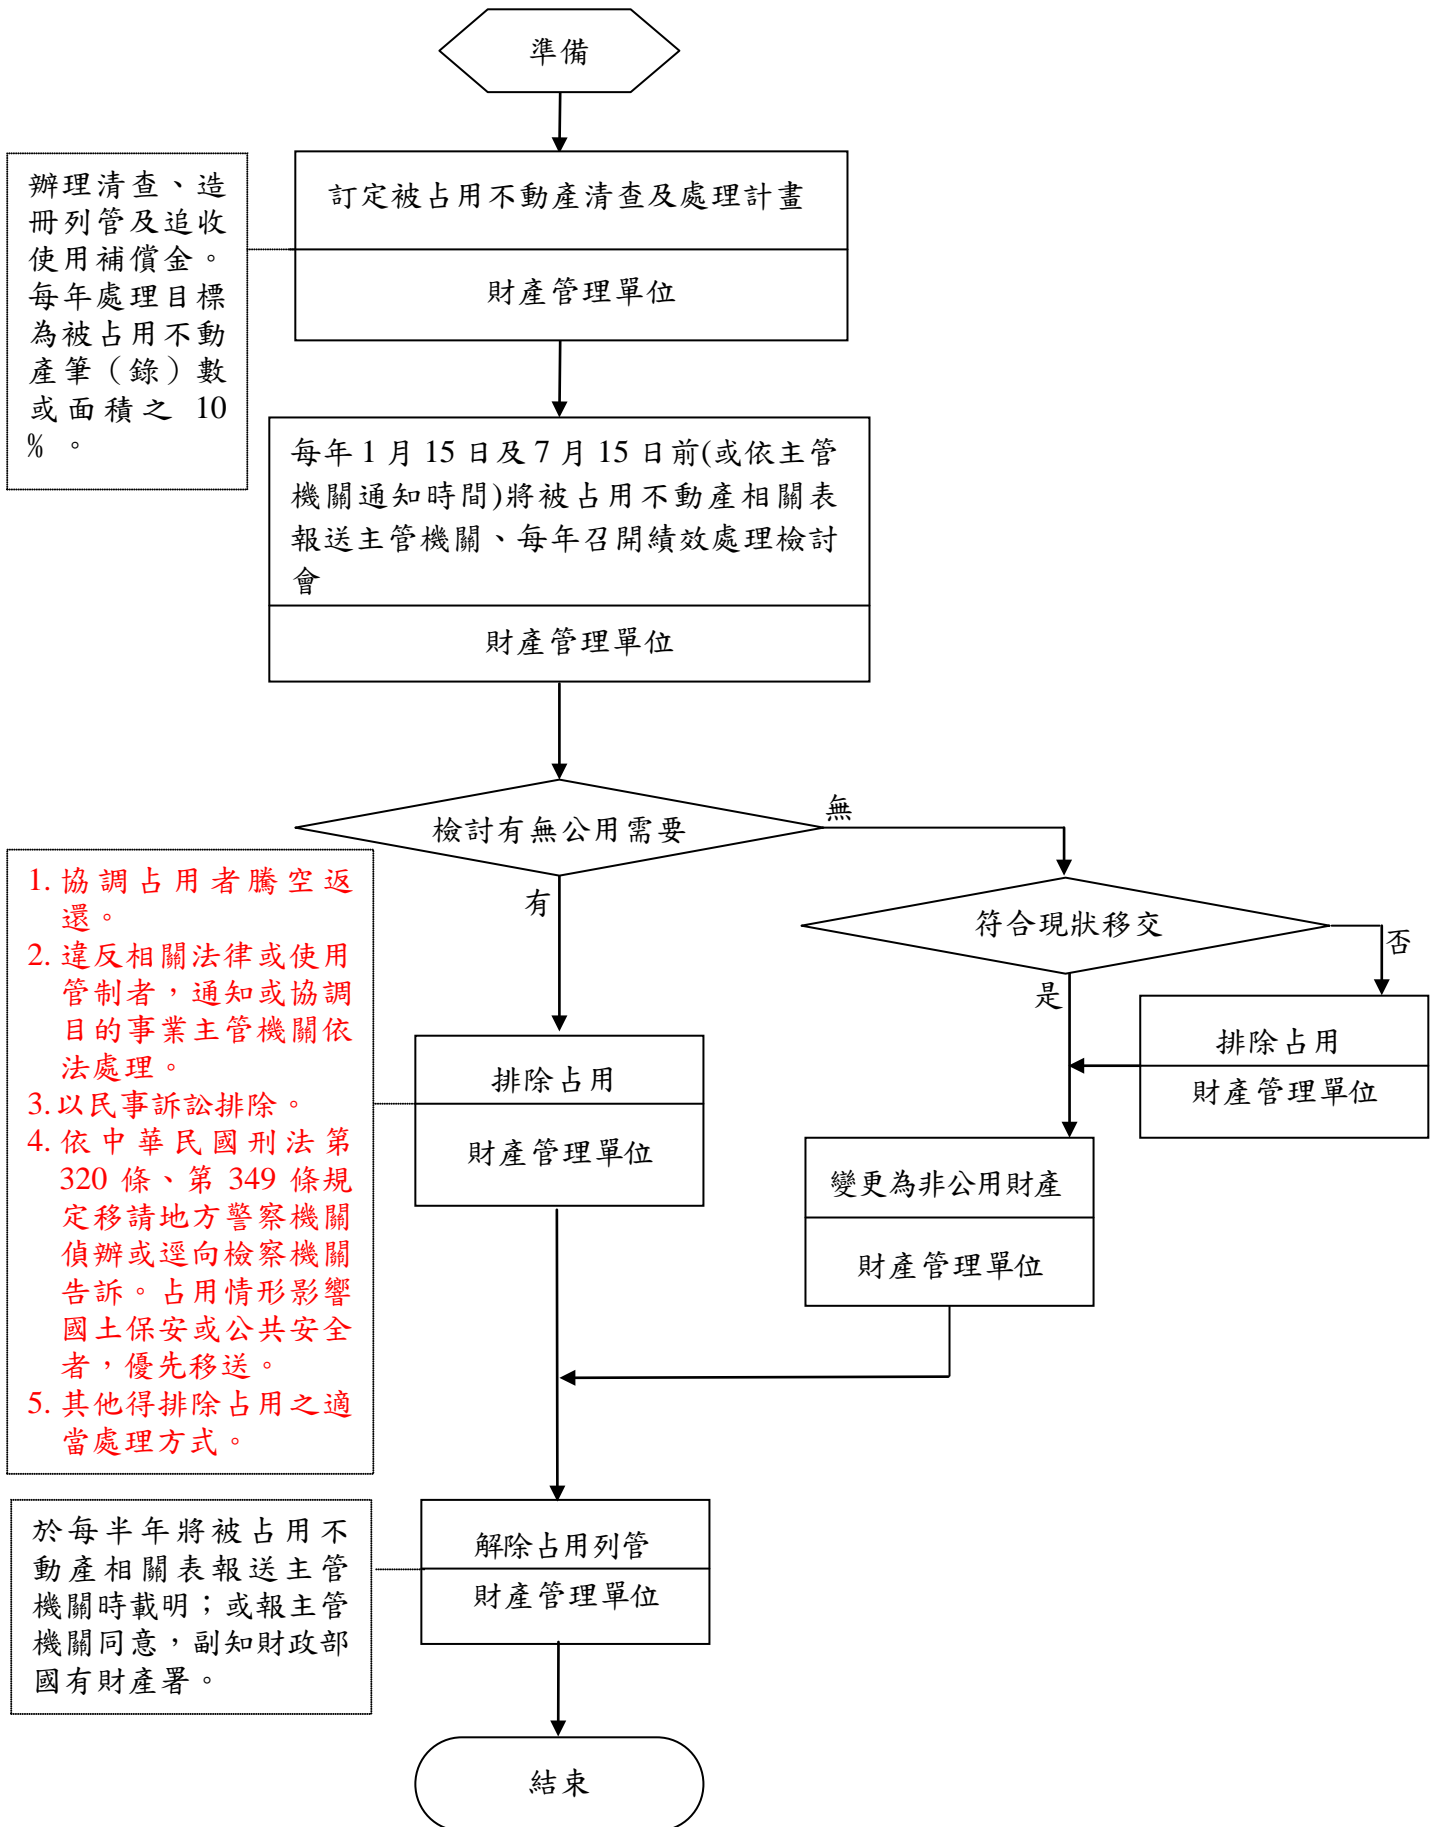 準備
訂定被占用不動產清查及處理計畫
財產管理單位
辦理清查、造
冊列管及追收
使用補償金。
每年處理目標
為被占用不動
產筆（錄）數
或面積之 10
% 。
每年 1 月 15 日及 7 月 15 日前(或依主管
機關通知時間)將被占用不動產相關表
報送主管機關、每年召開績效處理檢討
會
財產管理單位
檢討有無公用需要
無
有
符合現狀移交
否
是
排除占用
財產管理單位
1. 協調占用者騰空返
還。
2. 違反相關法律或使用
管制者，通知或協調
目的事業主管機關依
法處理。
3. 以民事訴訟排除。
4. 依中華民國刑法第
320 條、第 349 條規
定移請地方警察機關
偵辦或逕向檢察機關
告訴。占用情形影響
國土保安或公共安全
者，優先移送。
5. 其他得排除占用之適
當處理方式。
排除占用
財產管理單位
變更為非公用財產
財產管理單位
於每半年將被占用不
動產相關表報送主管
機關時載明；或報主管
機關同意，副知財政部
國有財產署。
解除占用列管
財產管理單位
結束